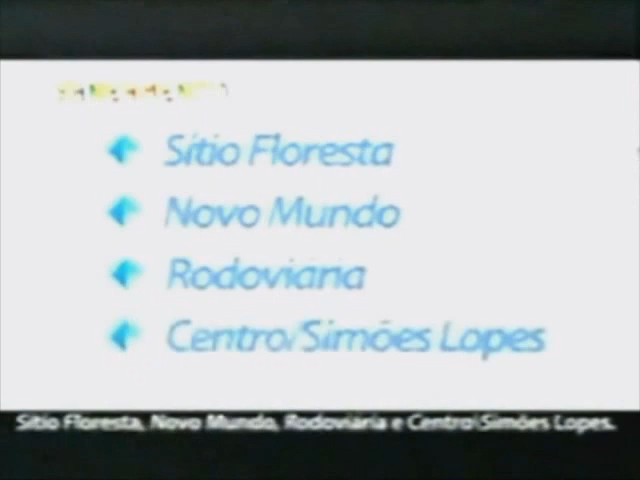 Sítio Floresta
Novo Mundo
Rodoviária
Centro/Simões Lopes
Sítio Floresta, Novo Mundo, Rodoviária e Centro/Simões Lopes.